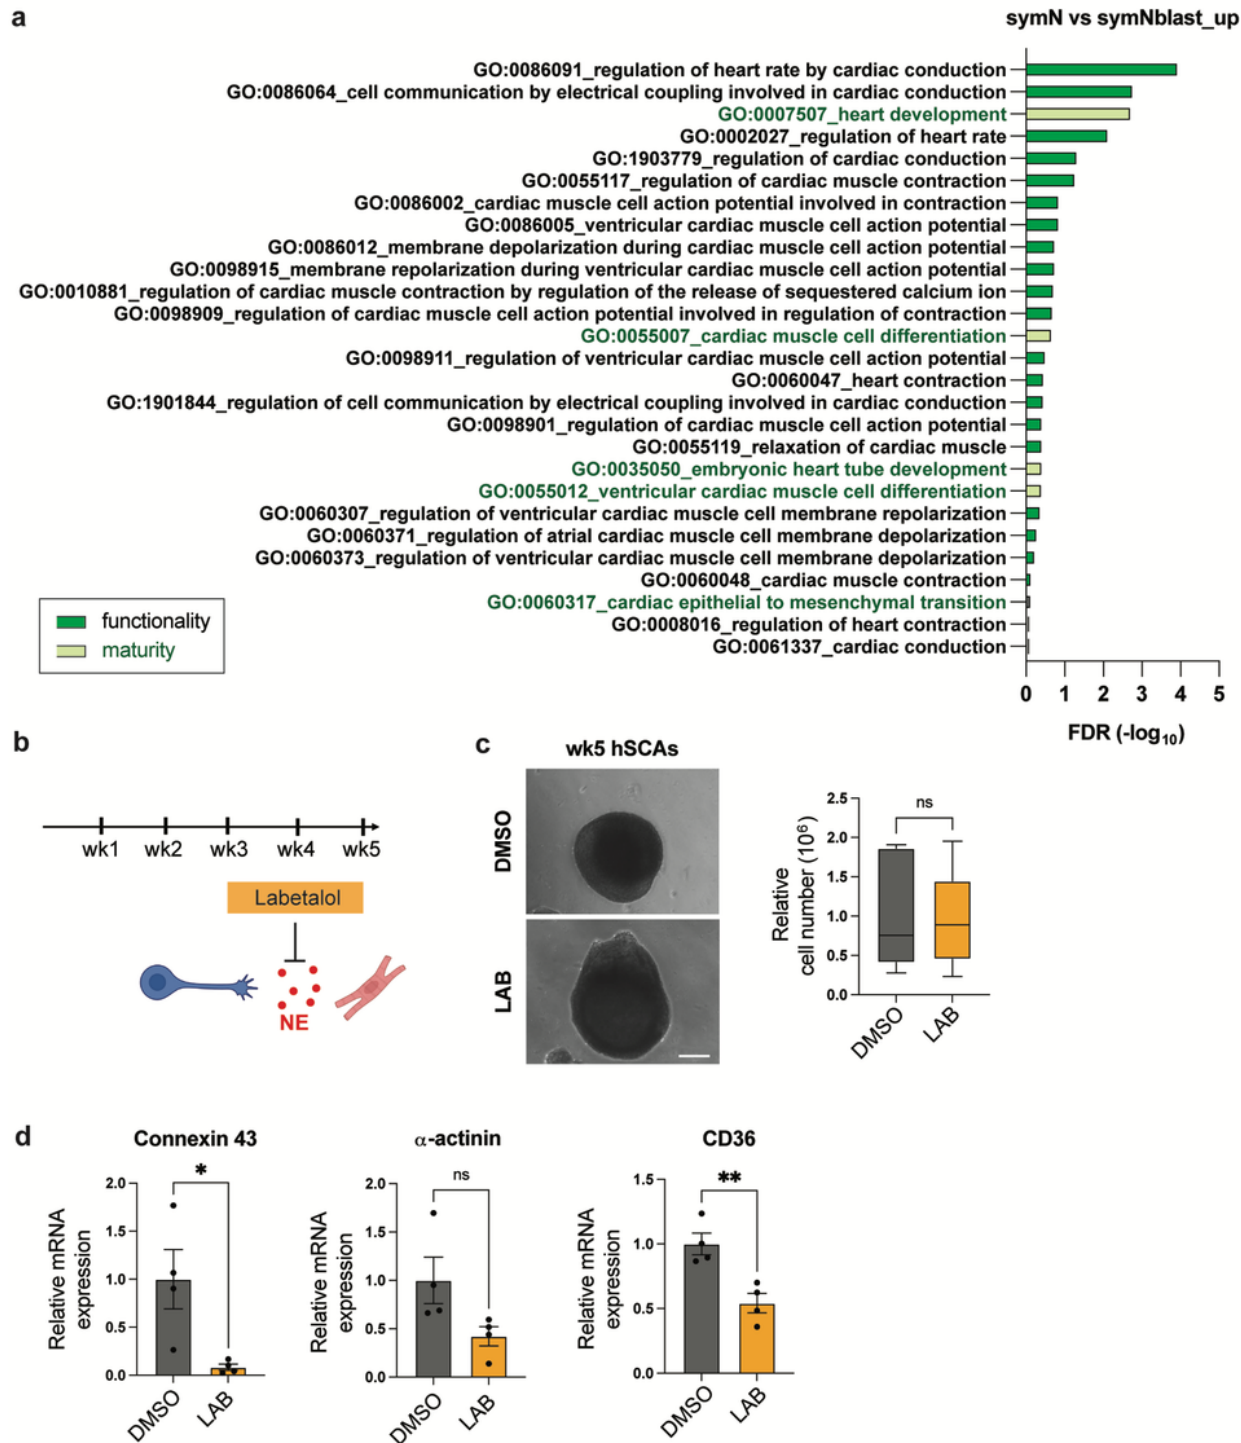 a
symN vs symNblast_up
GO:0086091_regulation of heart rate by cardiac conduction
GO:0086064_cell communication by electrical coupling involved in cardiac conduction
GO:0007507_heart development
GO:0002027_regulation of heart rate
GO:1903779_regulation of cardiac conduction
GO:0055117_regulation of cardiac muscle contraction
GO:0086002_cardiac muscle cell action potential involved in contraction
GO:0086005_ventricular cardiac muscle cell action potential
GO:0086012_membrane depolarization during cardiac muscle cell action potential
GO:0098915_membrane repolarization during ventricular cardiac muscle cell action potential
GO:0010881_regulation of cardiac muscle contraction by regulation of the release of sequestered calcium ion
GO:0098909_regulation of cardiac muscle cell action potential involved in regulation of contraction
GO:0055007_cardiac muscle cell differentiation
GO:0098911_regulation of ventricular cardiac muscle cell action potential
GO:0060047_heart contraction
GO:1901844_regulation of cell communication by electrical coupling involved in cardiac conduction
GO:0098901_regulation of cardiac muscle cell action potential
GO:0055119_relaxation of cardiac muscle
GO:0035050_embryonic heart tube development
GO:0055012_ventricular cardiac muscle cell differentiation
GO:0060307_regulation of ventricular cardiac muscle cell membrane repolarization
GO:0060371_regulation of atrial cardiac muscle cell membrane depolarization
GO:0060373_regulation of ventricular cardiac muscle cell membrane depolarization
GO:0060048_cardiac muscle contraction
GO:0060317_cardiac epithelial to mesenchymal transition
GO:0008016_regulation of heart contraction
GO:0061337_cardiac conduction
functionality
maturity
0 1 2 3 4 5
FDR (-log10)
b
wk1 wk2 wk3 wk4 wk5
Labetalol
NE
c
wk5 hSCAs
DMSO
LAB
Relative
cell number (10⁶)
2.5
2.0
1.5
1.0
0.5
0.0
ns
DMSO LAB
d
Connexin 43
Relative mRNA
expression
2.0
1.5
1.0
0.5
0.0
*
DMSO LAB
α-actinin
Relative mRNA
expression
2.0
1.5
1.0
0.5
0.0
ns
DMSO LAB
CD36
Relative mRNA
expression
1.5
1.0
0.5
0.0
**
DMSO LAB